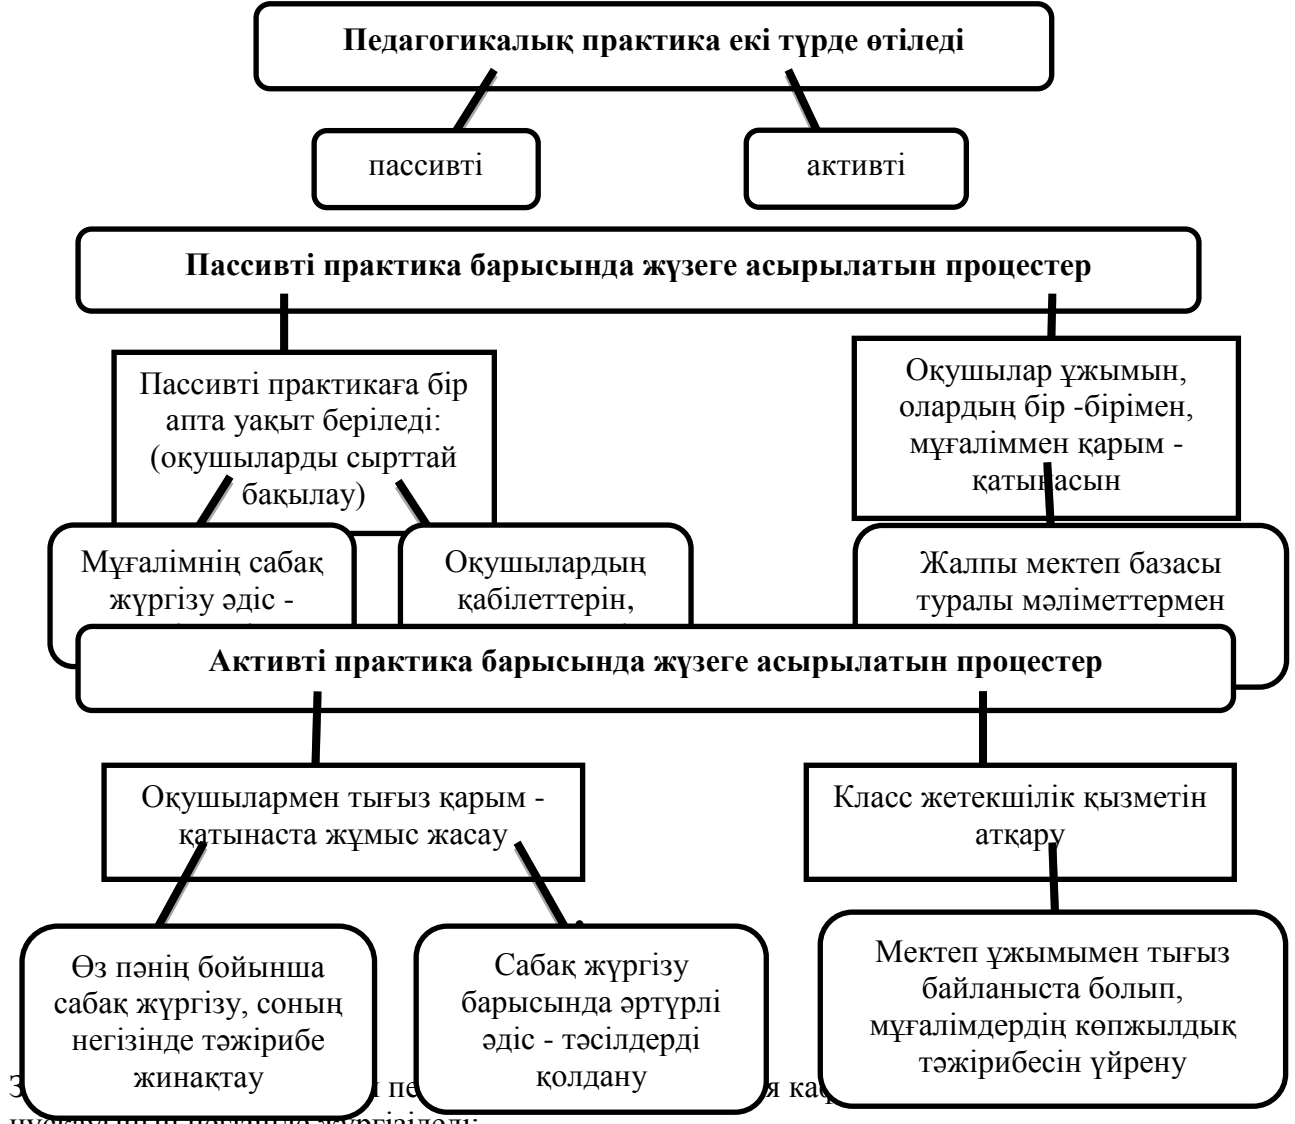 Педагогикалық практика екі түрде өтіледі
пассивті
активті
Пассивті практика барысында жүзеге асырылатын процестер
Пассивті практикаға бір
апта уақыт беріледі:
(оқушыларды сырттай
бақылау)
Оқушылар ұжымын,
олардың бір -бірімен,
мұғаліммен қарым -
қатынасын
Мұғалімнің сабақ
жүргізу әдіс -
Оқушылардың
қабілеттерін,
Жалпы мектеп базасы
туралы мәліметтермен
Активті практика барысында жүзеге асырылатын процестер
Оқушылармен тығыз қарым -
қатынаста жұмыс жасау
Класс жетекшілік қызметін
атқару
Өз пәнің бойынша
сабақ жүргізу, соның
негізінде тәжірибе
жинақтау
Сабақ жүргізу
барысында әртүрлі
әдіс - тәсілдерді
қолдану
Мектеп ұжымымен тығыз
байланыста болып,
мұғалімдердің көпжылдық
тәжірибесін үйрену